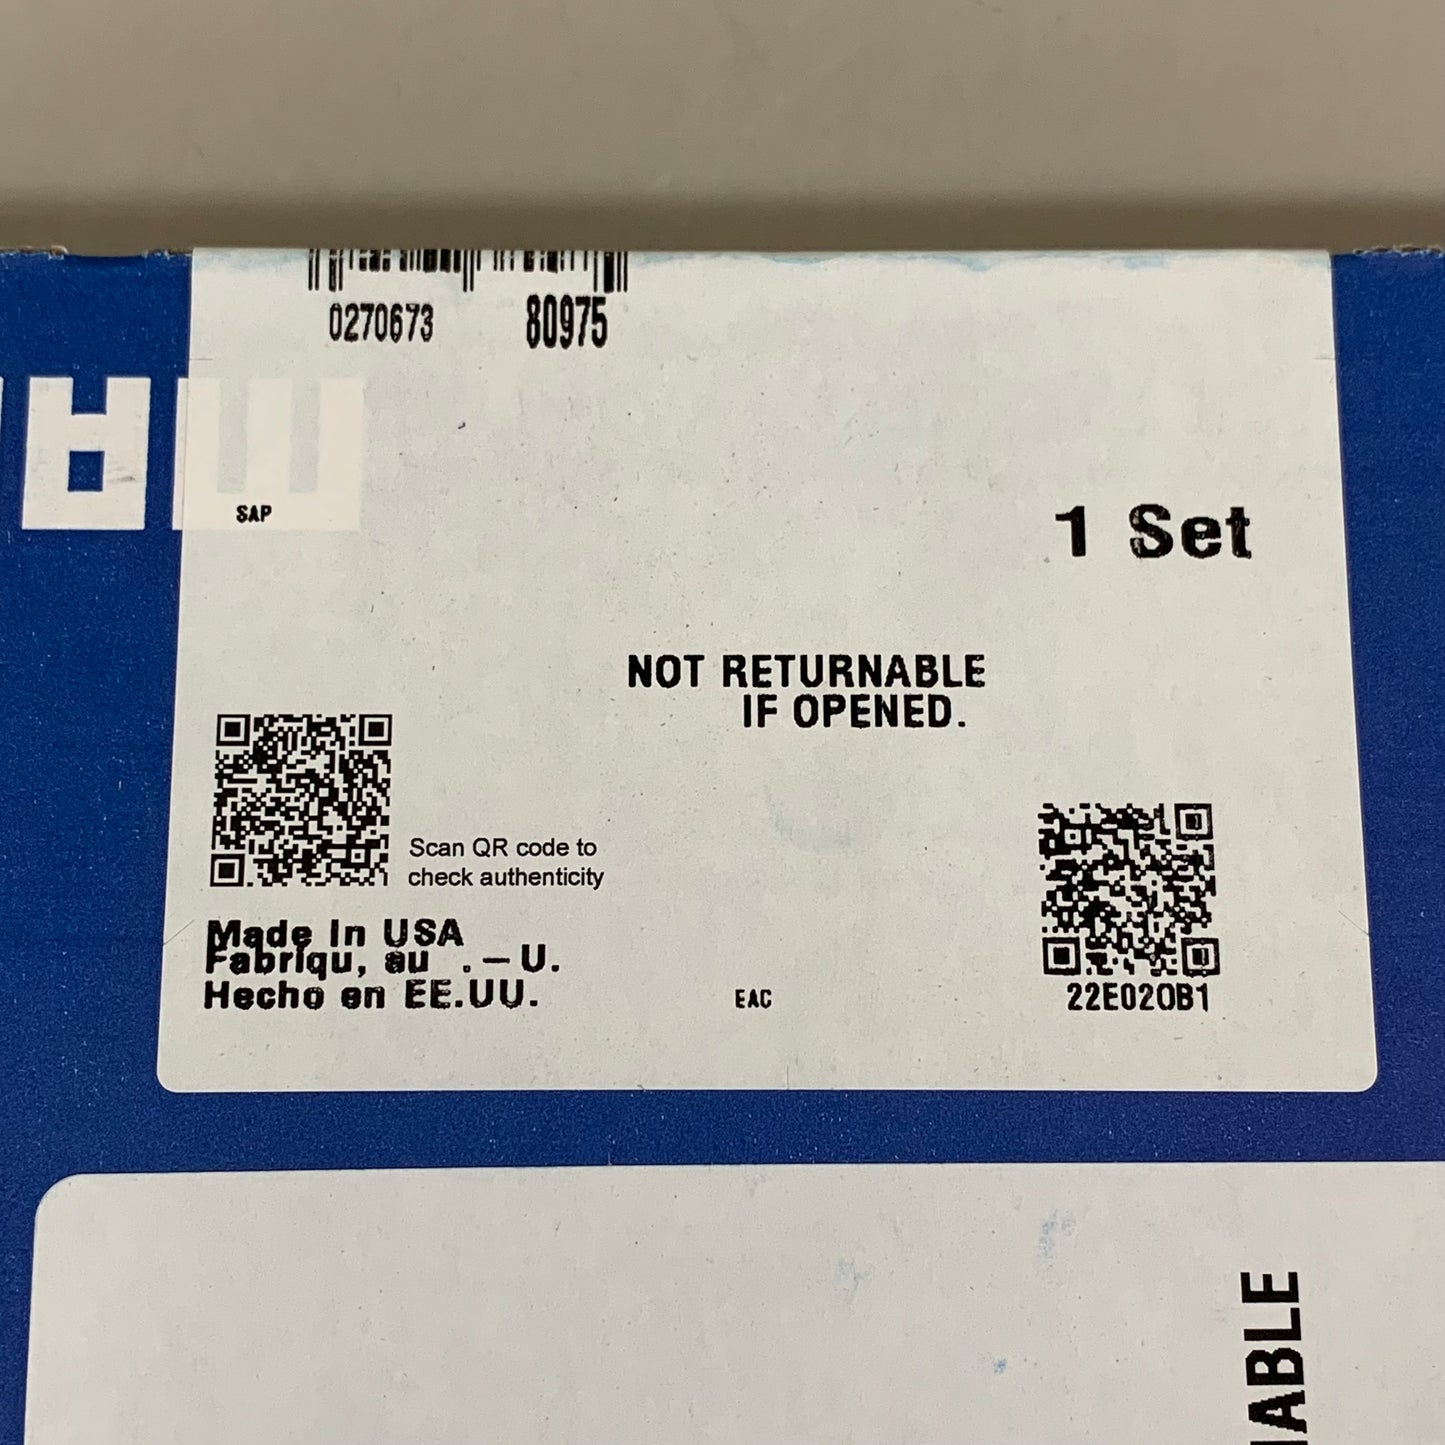 0270673 80975
SAP
1 Set
NOT RETURNABLE
IF OPENED.
Scan QR code to
check authenticity
Made In USA
Fabriqu, au .–U.
Hecho en EE.UU.
EAC
22E020B1